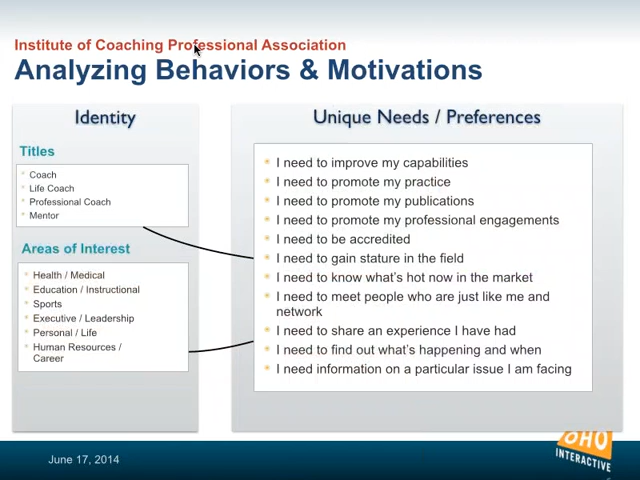 Institute of Coaching Professional Association
Analyzing Behaviors & Motivations
Identity
Titles
Coach
Life Coach
Professional Coach
Mentor
Areas of Interest
Health / Medical
Education / Instructional
Sports
Executive / Leadership
Personal / Life
Human Resources /
Career
Unique Needs / Preferences
I need to improve my capabilities
I need to promote my practice
I need to promote my publications
I need to promote my professional engagements
I need to be accredited
I need to gain stature in the field
I need to know what's hot now in the market
I need to meet people who are just like me and
network
I need to share an experience I have had
I need to find out what's happening and when
I need information on a particular issue I am facing
June 17, 2014
OHO
INTERACTIVE